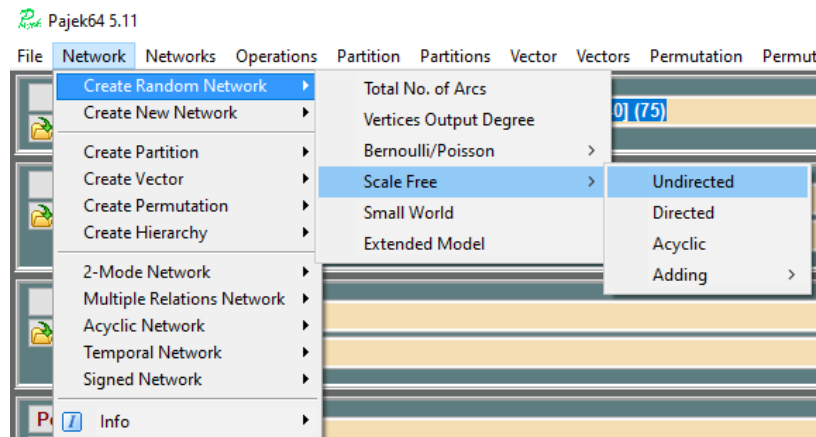 Pajek64 5.11
File Network Networks Operations Partition Partitions Vector Vectors Permutation
Create Random Network
Create New Network
Create Partition
Create Vector
Create Permutation
Create Hierarchy
2-Mode Network
Multiple Relations Network
Acyclic Network
Temporal Network
Signed Network
Info
Total No. of Arcs
Vertices Output Degree
Bernoulli/Poisson
Scale Free
Small World
Extended Model
Undirected
Directed
Acyclic
Adding
(75)